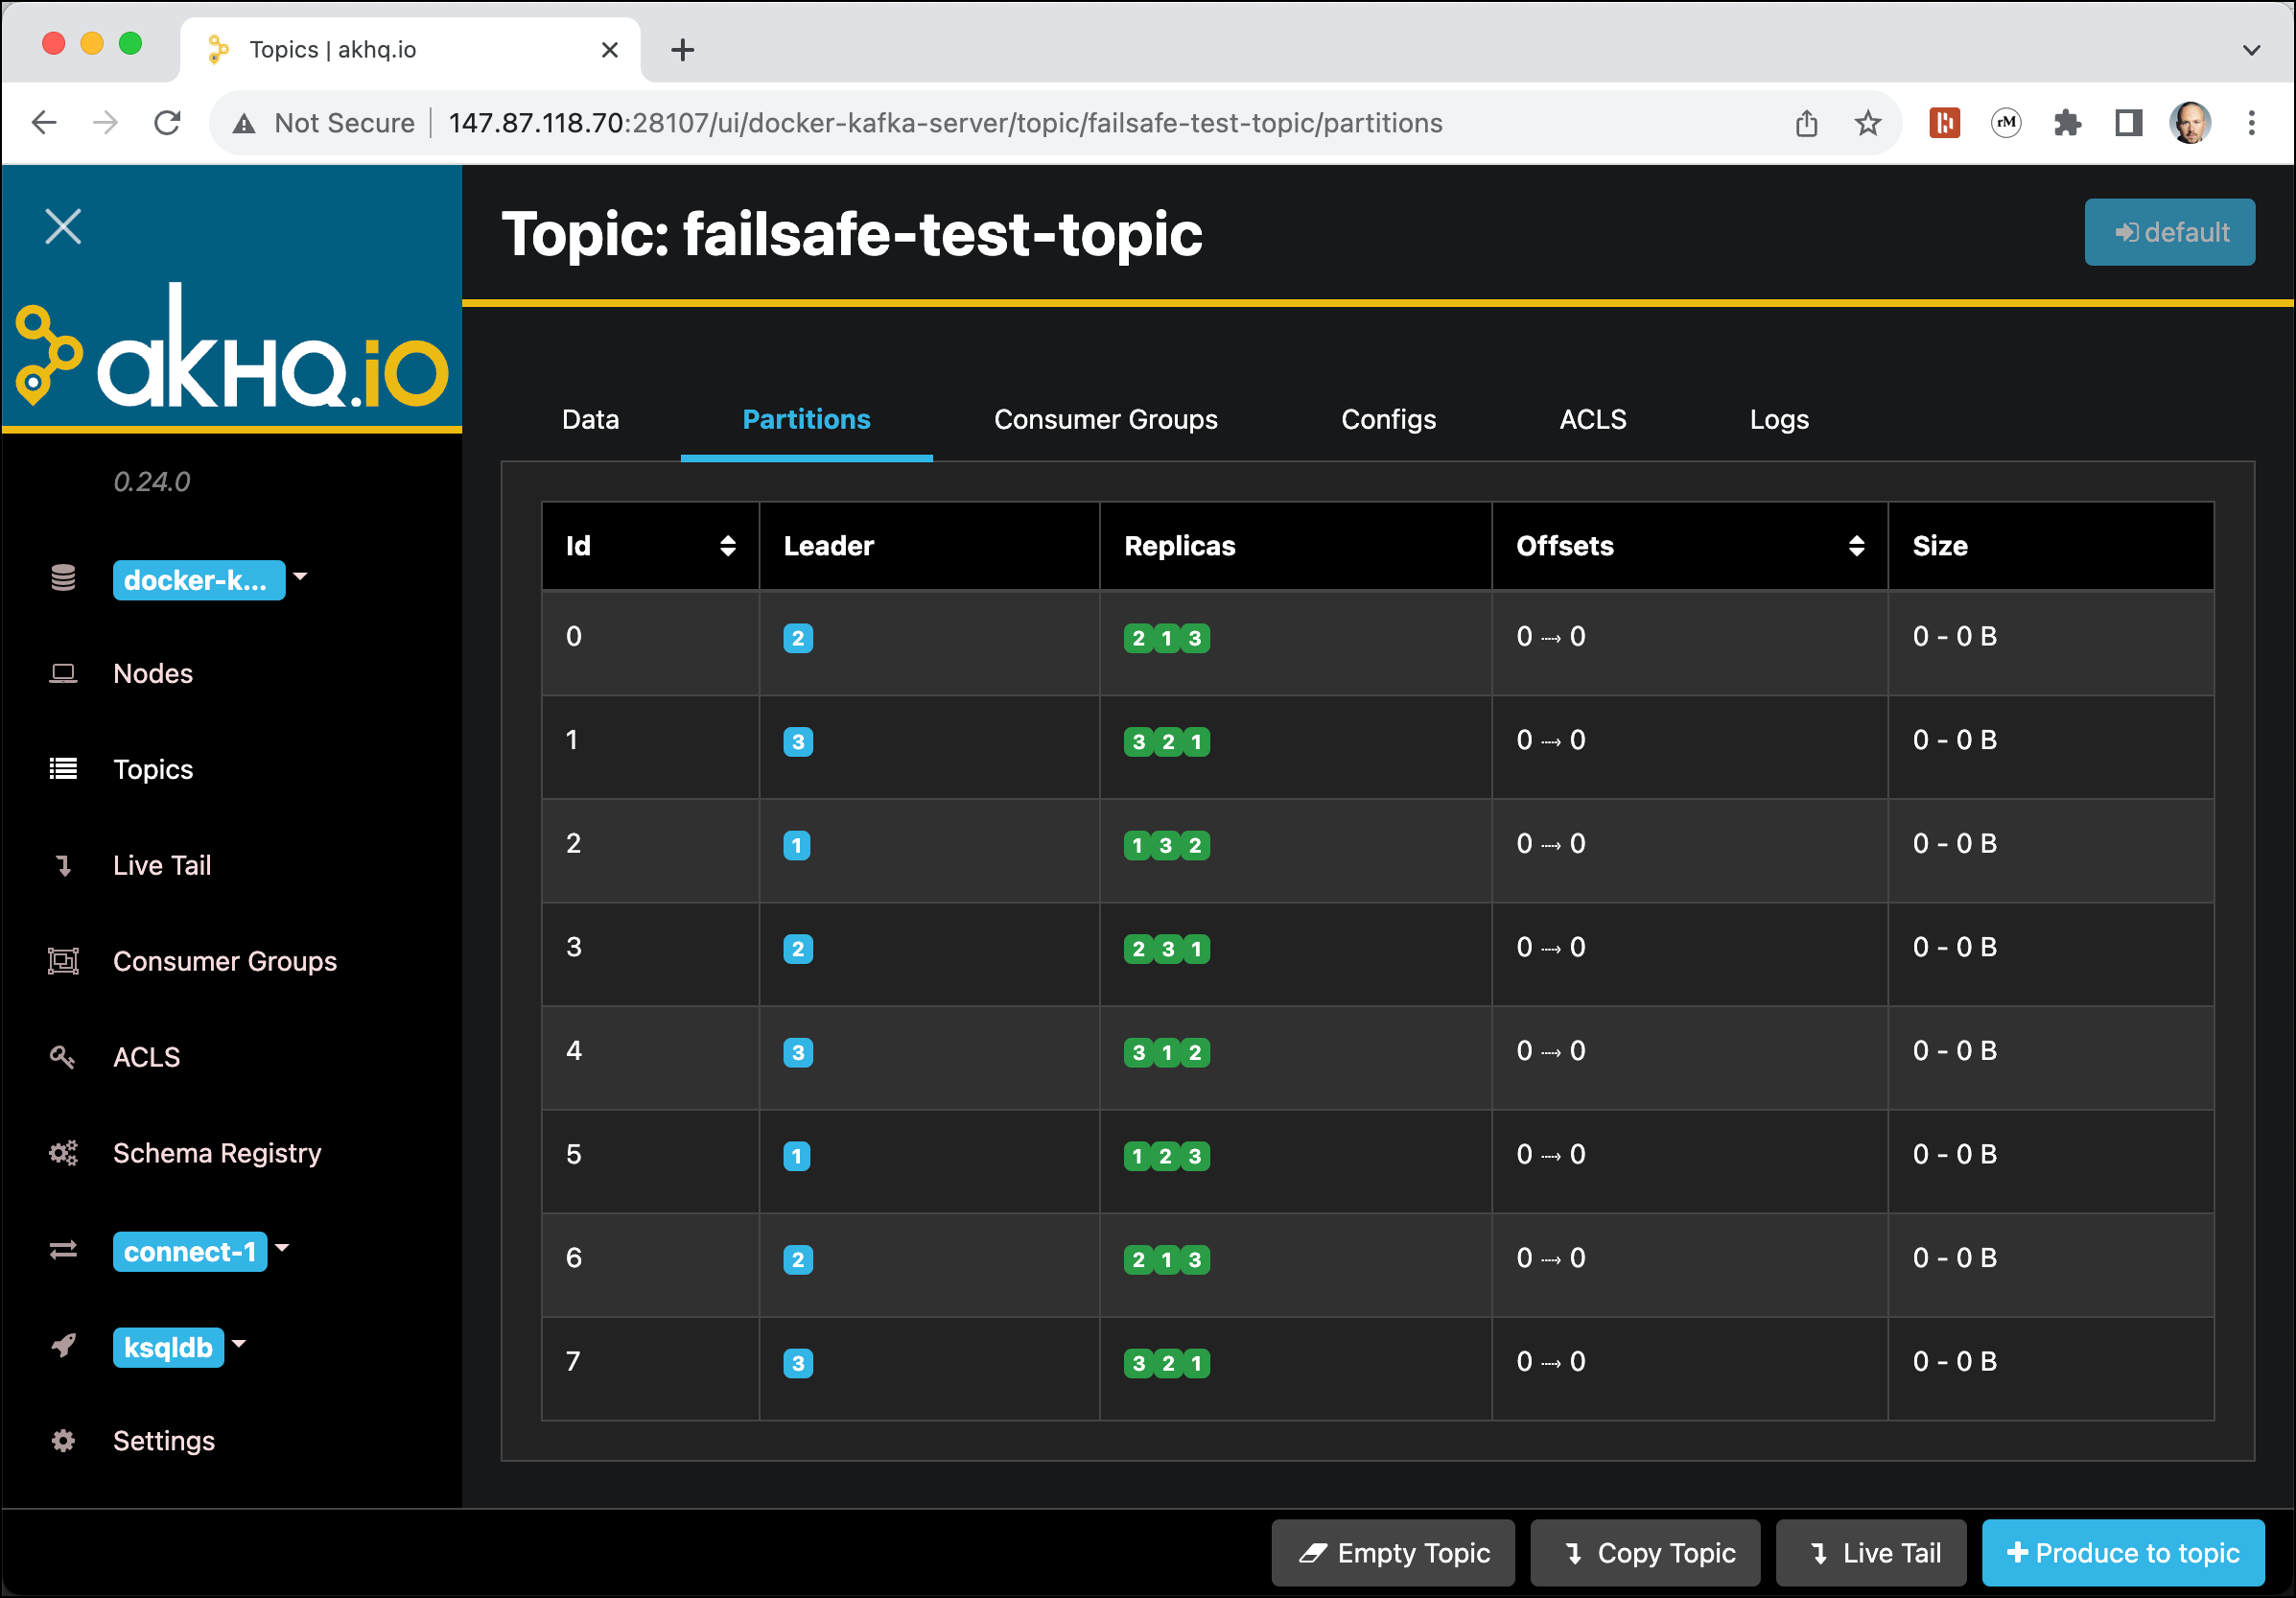 Topics | akhq.io
Not Secure 147.87.118.70:28107/ui/docker-kafka-server/topic/failsafe-test-topic/partitions
rM
akHQ.io
0.24.0
docker-k...
Nodes
Topics
Live Tail
Consumer Groups
ACLS
Schema Registry
connect-1
ksqldb
Settings
Topic: failsafe-test-topic
default
Data Partitions Consumer Groups Configs ACLS Logs
Id Leader Replicas Offsets Size
0 2 2 1 3 0 ⤑ 0 0 - 0 B
1 3 3 2 1 0 ⤑ 0 0 - 0 B
2 1 1 3 2 0 ⤑ 0 0 - 0 B
3 2 2 3 1 0 ⤑ 0 0 - 0 B
4 3 3 1 2 0 ⤑ 0 0 - 0 B
5 1 1 2 3 0 ⤑ 0 0 - 0 B
6 2 2 1 3 0 ⤑ 0 0 - 0 B
7 3 3 2 1 0 ⤑ 0 0 - 0 B
Empty Topic Copy Topic Live Tail Produce to topic